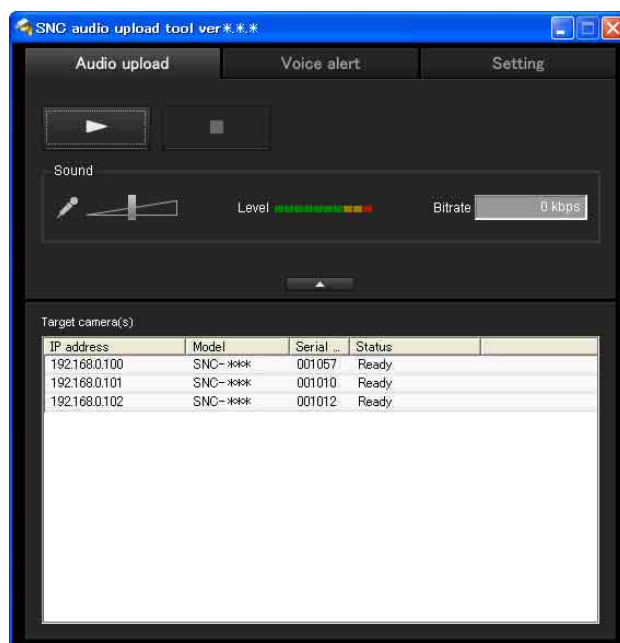 SNC audio upload tool ver*.*.*
Audio upload Voice alert Setting
Sound
Level Bitrate 0 kbps
Target camera(s)
IP address Model Serial ... Status
192.168.0.100 SNC-*** 001057 Ready
192.168.0.101 SNC-*** 001010 Ready
192.168.0.102 SNC-*** 001012 Ready